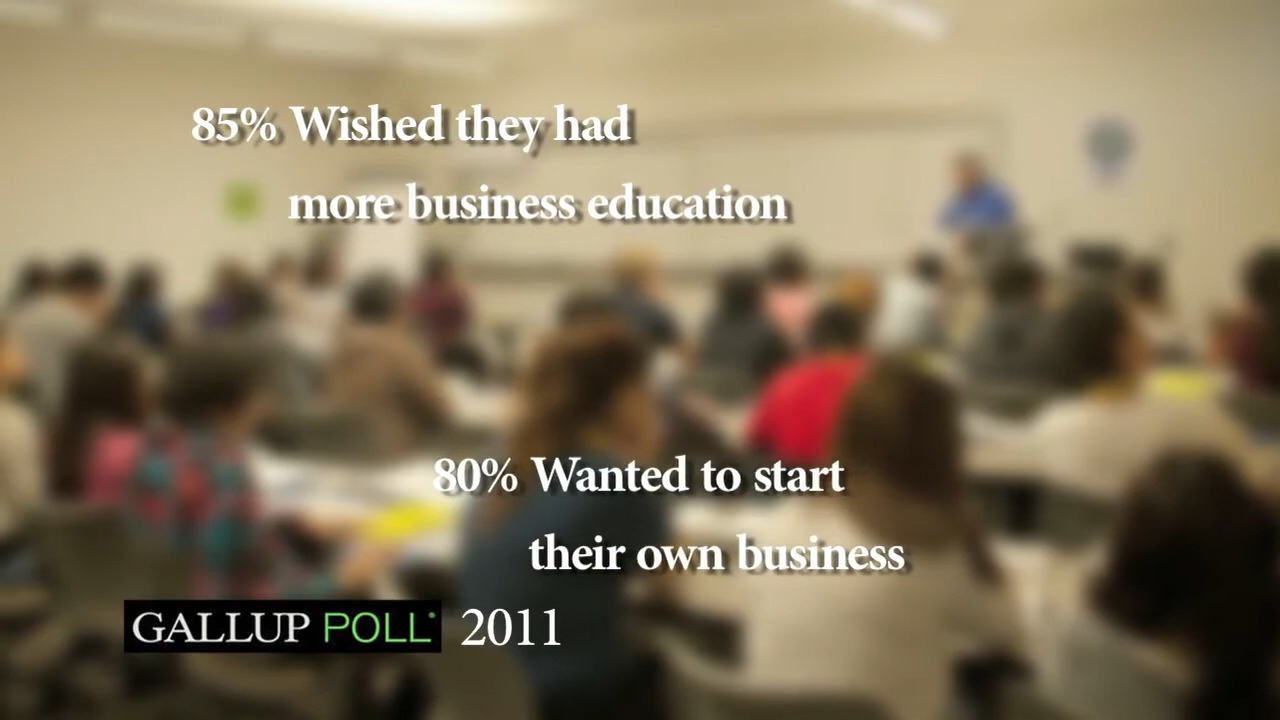 85% Wished they had
more business education
80% Wanted to start
their own business
GALLUP POLL 2011